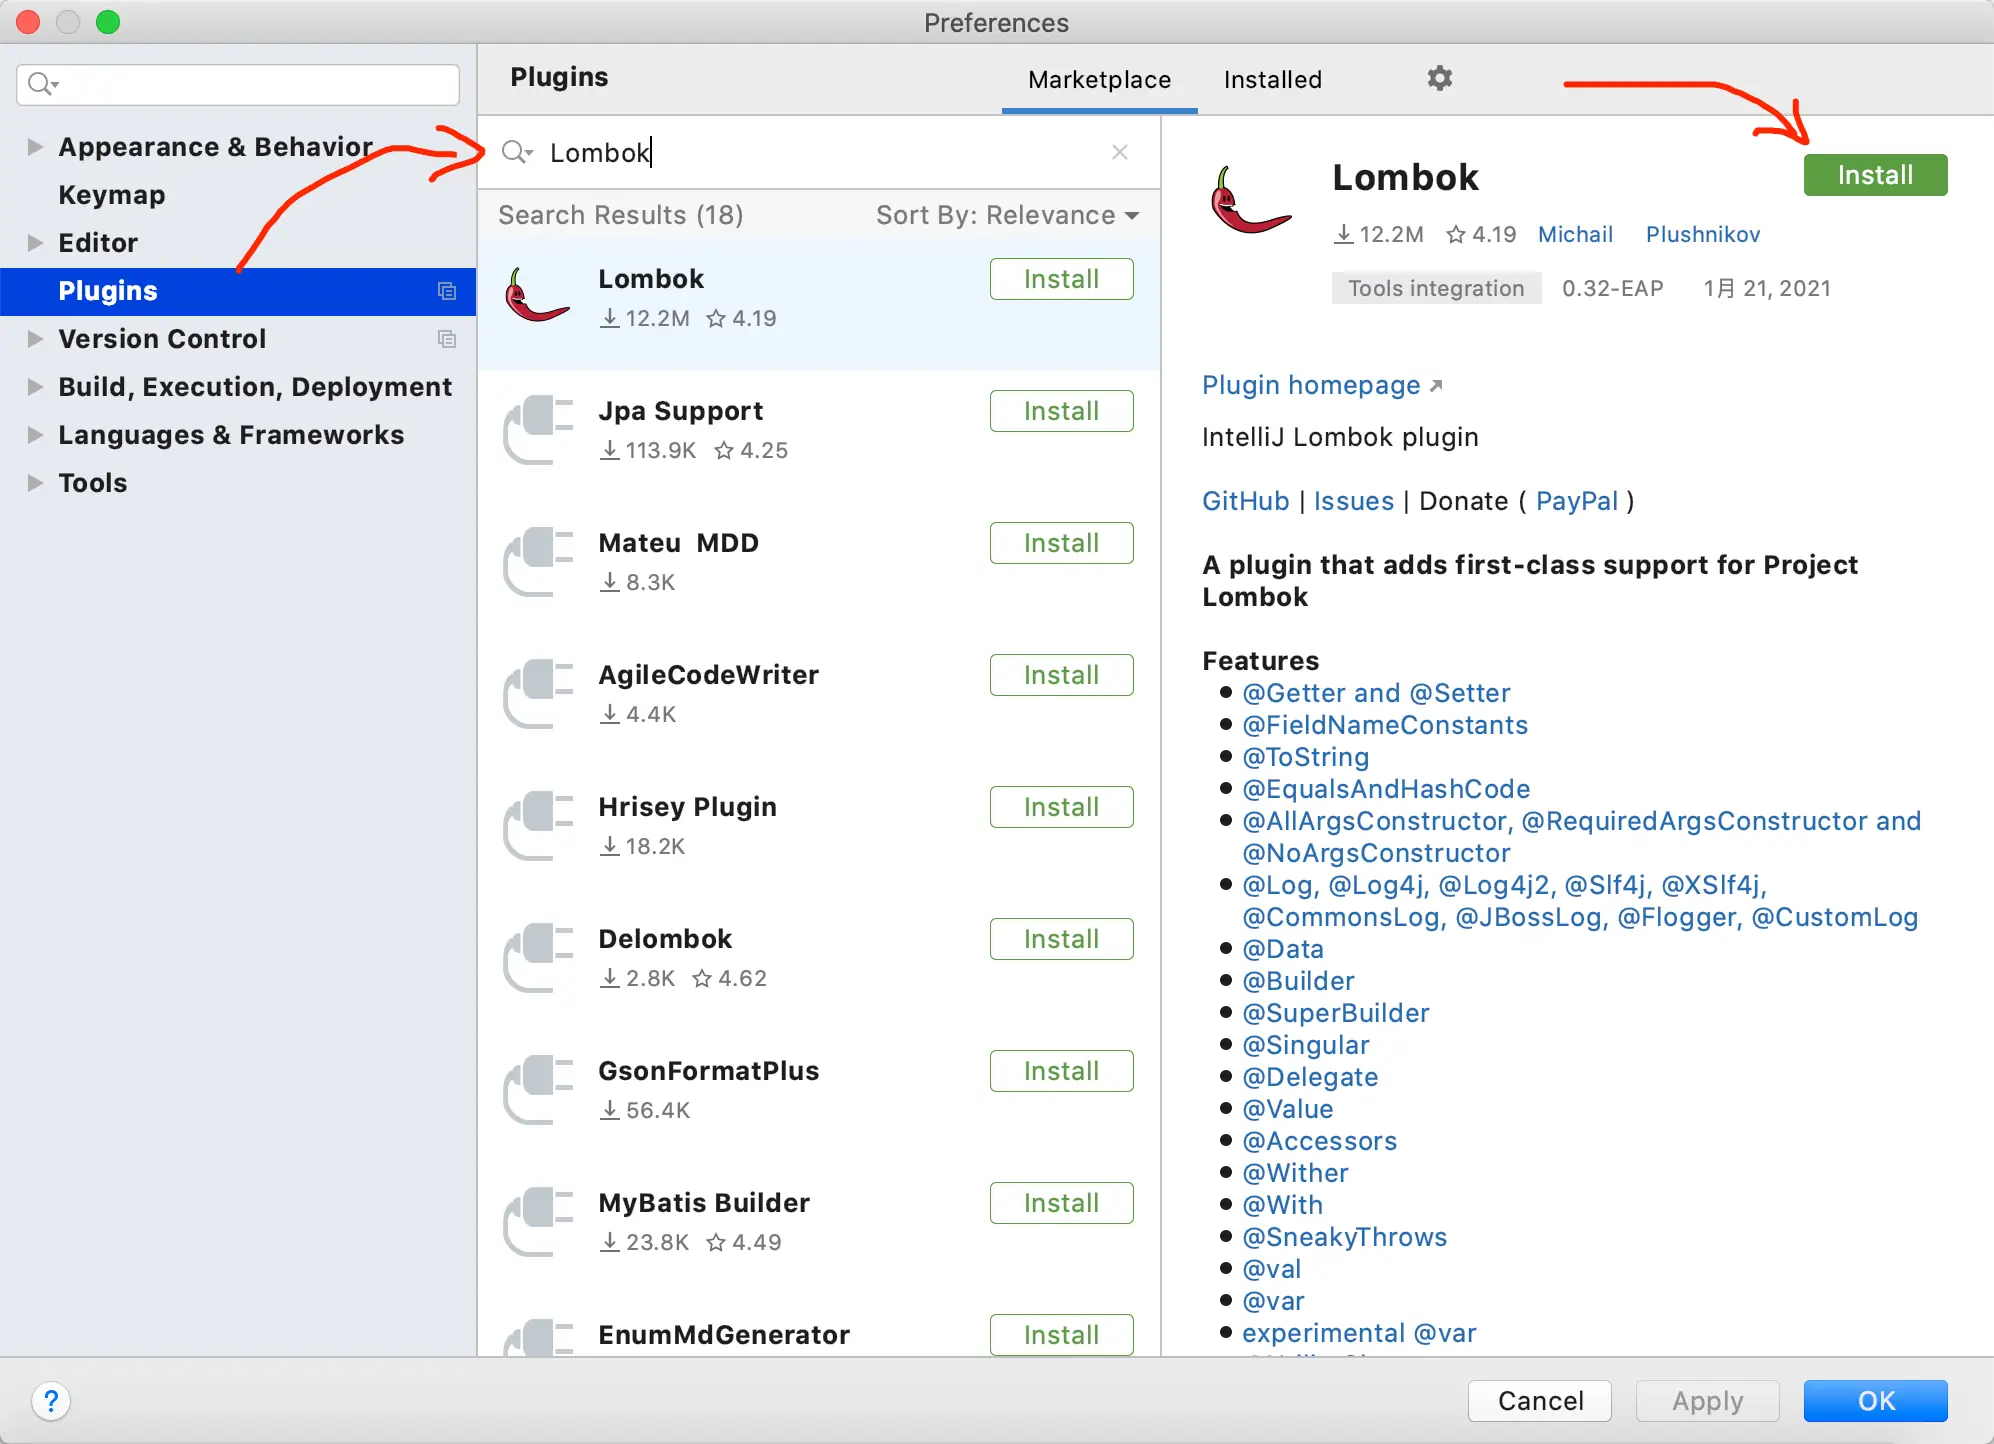 Preferences
Appearance & Behavior
Keymap
Editor
Plugins
Version Control
Build, Execution, Deployment
Languages & Frameworks
Tools
Plugins
Marketplace
Installed
Lombok
Search Results (18)
Sort By: Relevance
Lombok
Install
12.2M 4.19
Jpa Support
Install
113.9K 4.25
Mateu MDD
Install
8.3K
AgileCodeWriter
Install
4.4K
Hrisey Plugin
Install
18.2K
Delombok
Install
2.8K 4.62
GsonFormatPlus
Install
56.4K
MyBatis Builder
Install
23.8K 4.49
EnumMdGenerator
Install
Lombok
Install
12.2M 4.19 Michail Plushnikov
Tools integration 0.32-EAP 1月 21, 2021
Plugin homepage
IntelliJ Lombok plugin
GitHub | Issues | Donate ( PayPal )
A plugin that adds first-class support for Project
Lombok
Features
@Getter and @Setter
@FieldNameConstants
@ToString
@EqualsAndHashCode
@AllArgsConstructor, @RequiredArgsConstructor and
@NoArgsConstructor
@Log, @Log4j, @Log4j2, @Slf4j, @XSlf4j,
@CommonsLog, @JBossLog, @Flogger, @CustomLog
@Data
@Builder
@SuperBuilder
@Singular
@Delegate
@Value
@Accessors
@Wither
@With
@SneakyThrows
@val
@var
experimental @var
?
Cancel
Apply
OK